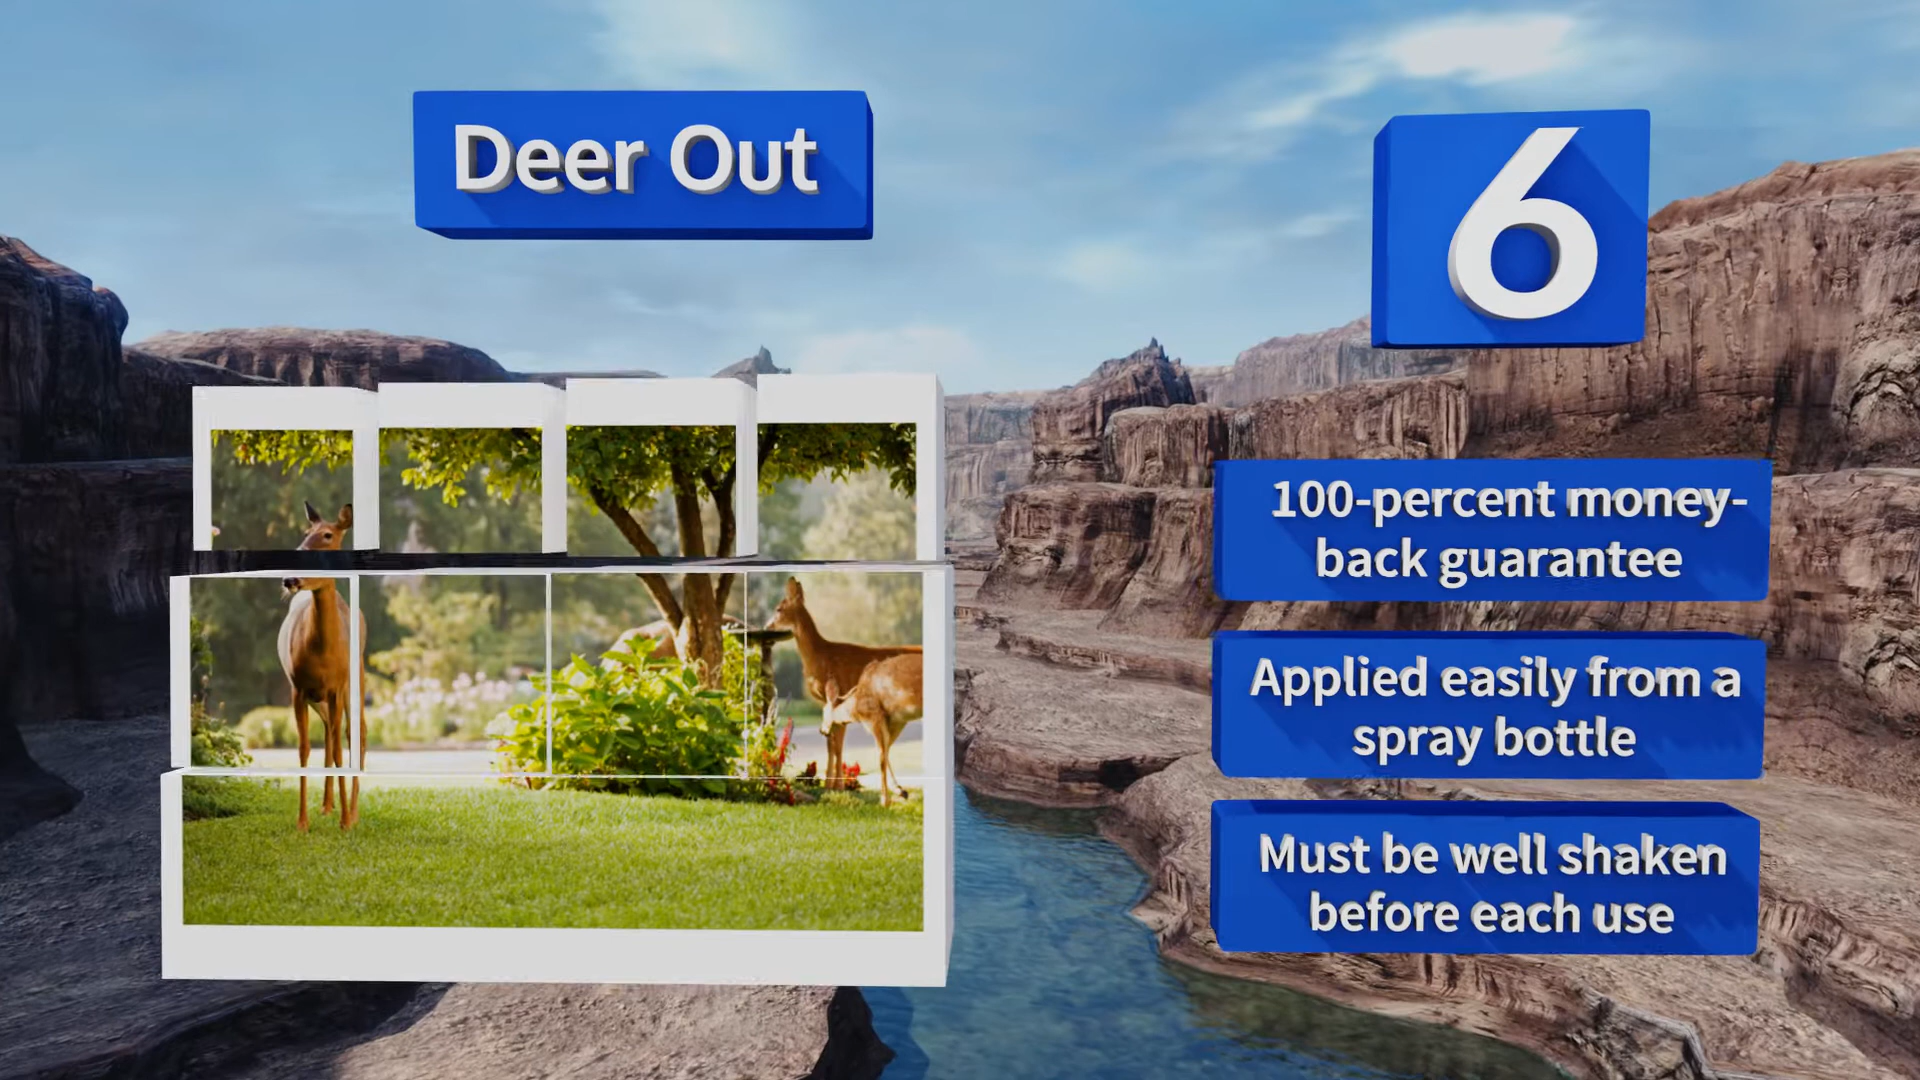 Deer Out
6
100-percent money-
back guarantee
Applied easily from a
spray bottle
Must be well shaken
before each use